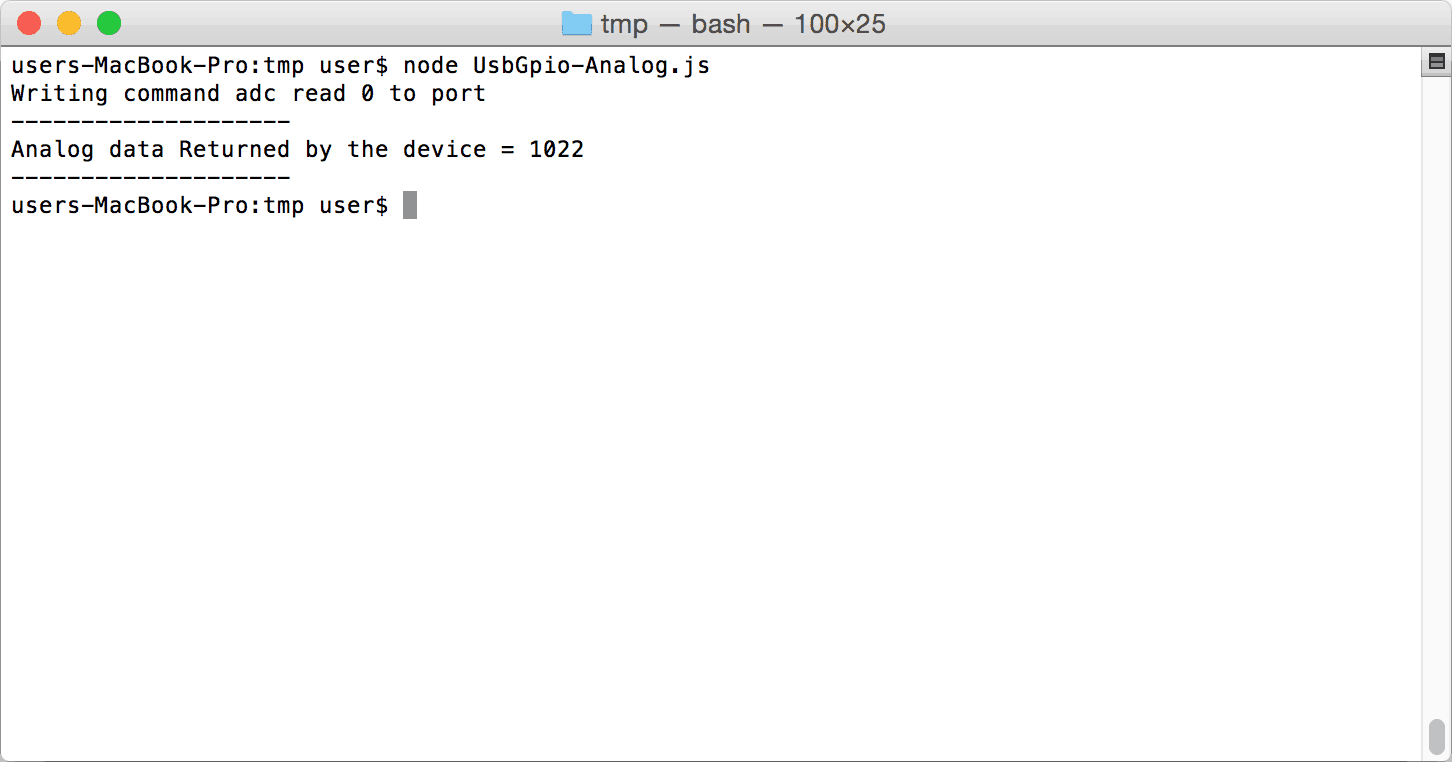 tmp — bash — 100×25
users-MacBook-Pro:tmp user$ node UsbGpio-Analog.js
Writing command adc read 0 to port
--------------------
Analog data Returned by the device = 1022
--------------------
users-MacBook-Pro:tmp user$